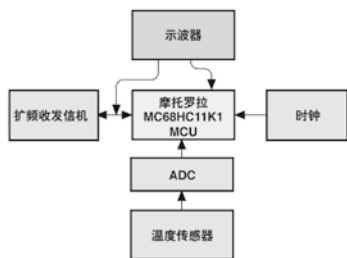 示波器
扩频收发信机
摩托罗拉
MC68HC11K1
MCU
时钟
ADC
温度传感器